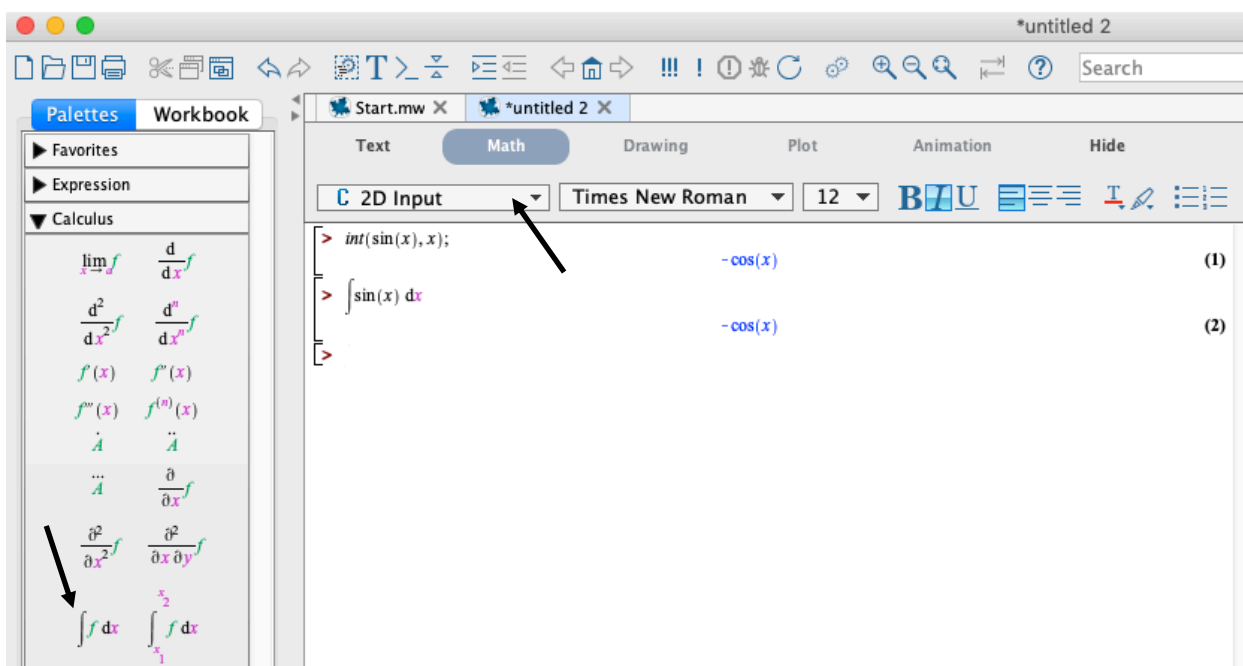 *untitled 2
Search
Palettes Workbook
Start.mw *untitled 2
Text Math Drawing Plot Animation Hide
C 2D Input Times New Roman 12 B I U T
Favorites
Expression
Calculus
lim x→a f d/dx f
d²/dx² f dⁿ/dxⁿ f
f'(x) f''(x)
f'''(x) f⁽ⁿ⁾(x)
Ȧ Ä
A⃛ ∂/∂x f
∂²/∂x² f ∂²/∂x ∂y f
∫ f dx ∫ₓ₁ˣ₂ f dx
> int(sin(x), x);
-cos(x) (1)
> ∫sin(x) dx
-cos(x) (2)
>